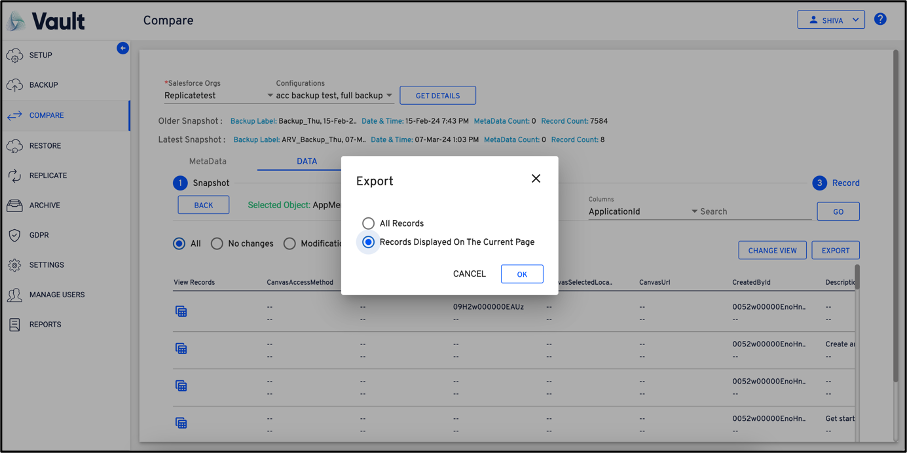 Vault
Compare
SHIVA
?
SETUP
BACKUP
COMPARE
RESTORE
REPLICATE
ARCHIVE
GDPR
SETTINGS
MANAGE USERS
REPORTS
*Salesforce Orgs
Configurations
Replicatetest
acc backup test, full backup
GET DETAILS
Older Snapshot : Backup Label: Backup_Thu, 15-Feb-2.. Date & Time: 15-Feb-24 7:43 PM MetaData Count: 0 Record Count: 7584
Latest Snapshot : Backup Label: ARV_Backup_Thu, 07-M.. Date & Time: 07-Mar-24 1:03 PM MetaData Count: 0 Record Count: 8
MetaData DATA
1 Snapshot
3 Record
BACK
Selected Object: AppMe
Columns
ApplicationId
Search
GO
All No changes Modificatio
CHANGE VIEW
EXPORT
Export
All Records
Records Displayed On The Current Page
CANCEL OK
View Records CanvasAccessMethod vasSelectedLoca.. CanvasUrl CreatedById Descriptio
-- 09H2w000000EAUz -- -- 0052w00000EnoHn.. --
-- -- -- -- -- -- --
-- -- -- -- -- 0052w00000EnoHn.. Create an
-- -- -- -- -- -- --
-- -- -- -- -- 0052w00000EnoHn.. --
-- -- -- -- -- -- --
-- -- -- -- -- 0052w00000EnoHn.. Get start
-- -- -- -- -- -- --